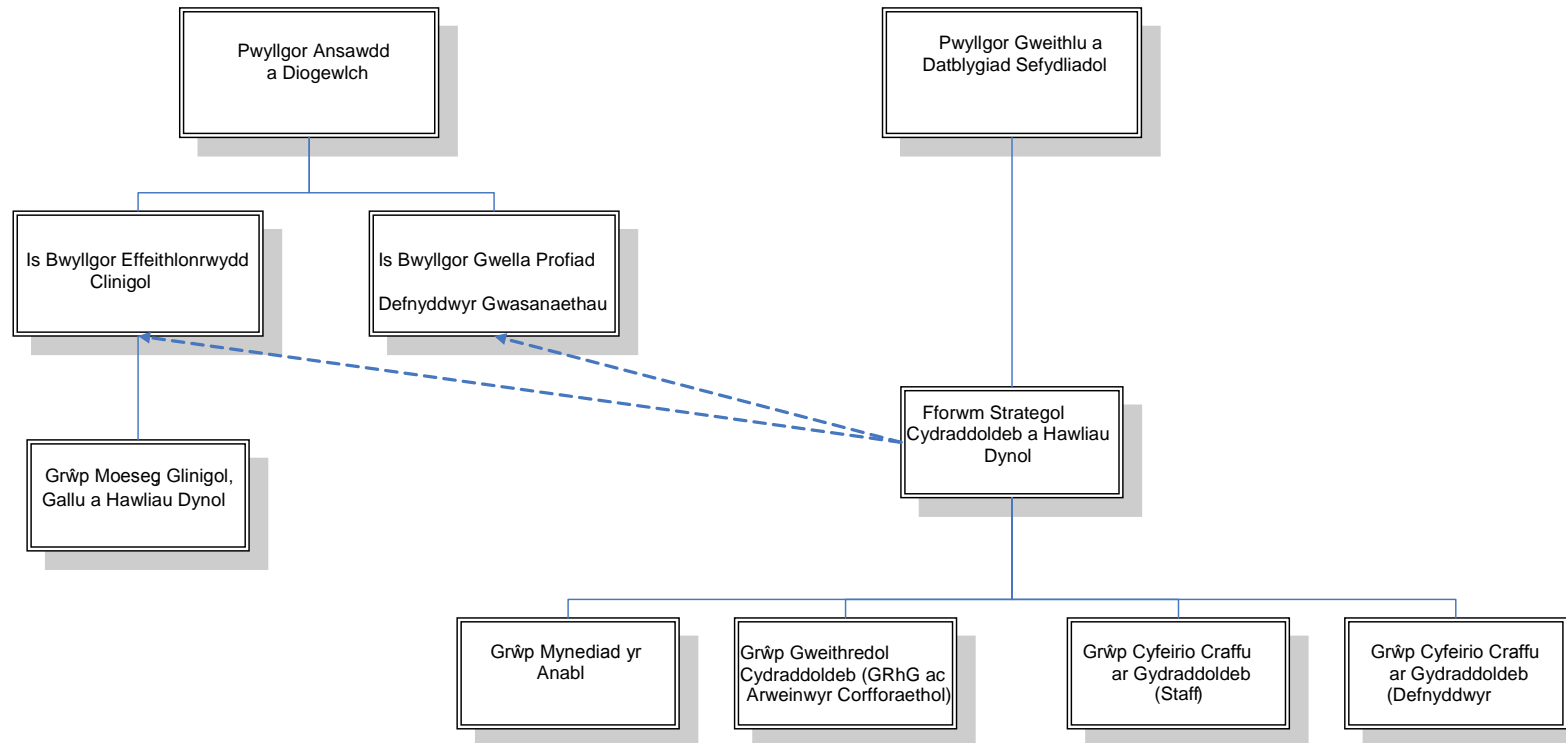 Pwyllgor Ansawdd
a Diogewlch
Pwyllgor Gweithlu a
Datblygiad Sefydliadol
Is Bwyllgor Effeithlonrwydd
Clinigol
Is Bwyllgor Gwella Profiad
Defnyddwyr Gwasanaethau
Fforwm Strategol
Cydraddoldeb a Hawliau
Dynol
Grŵp Moeseg Glinigol,
Gallu a Hawliau Dynol
Grŵp Mynediad yr
Anabl
Grŵp Gweithredol
Cydraddoldeb (GRhG ac
Arweinwyr Corfforaethol)
Grŵp Cyfeirio Craffu
ar Gydraddoldeb
(Staff)
Grŵp Cyfeirio Craffu
ar Gydraddoldeb
(Defnyddwyr